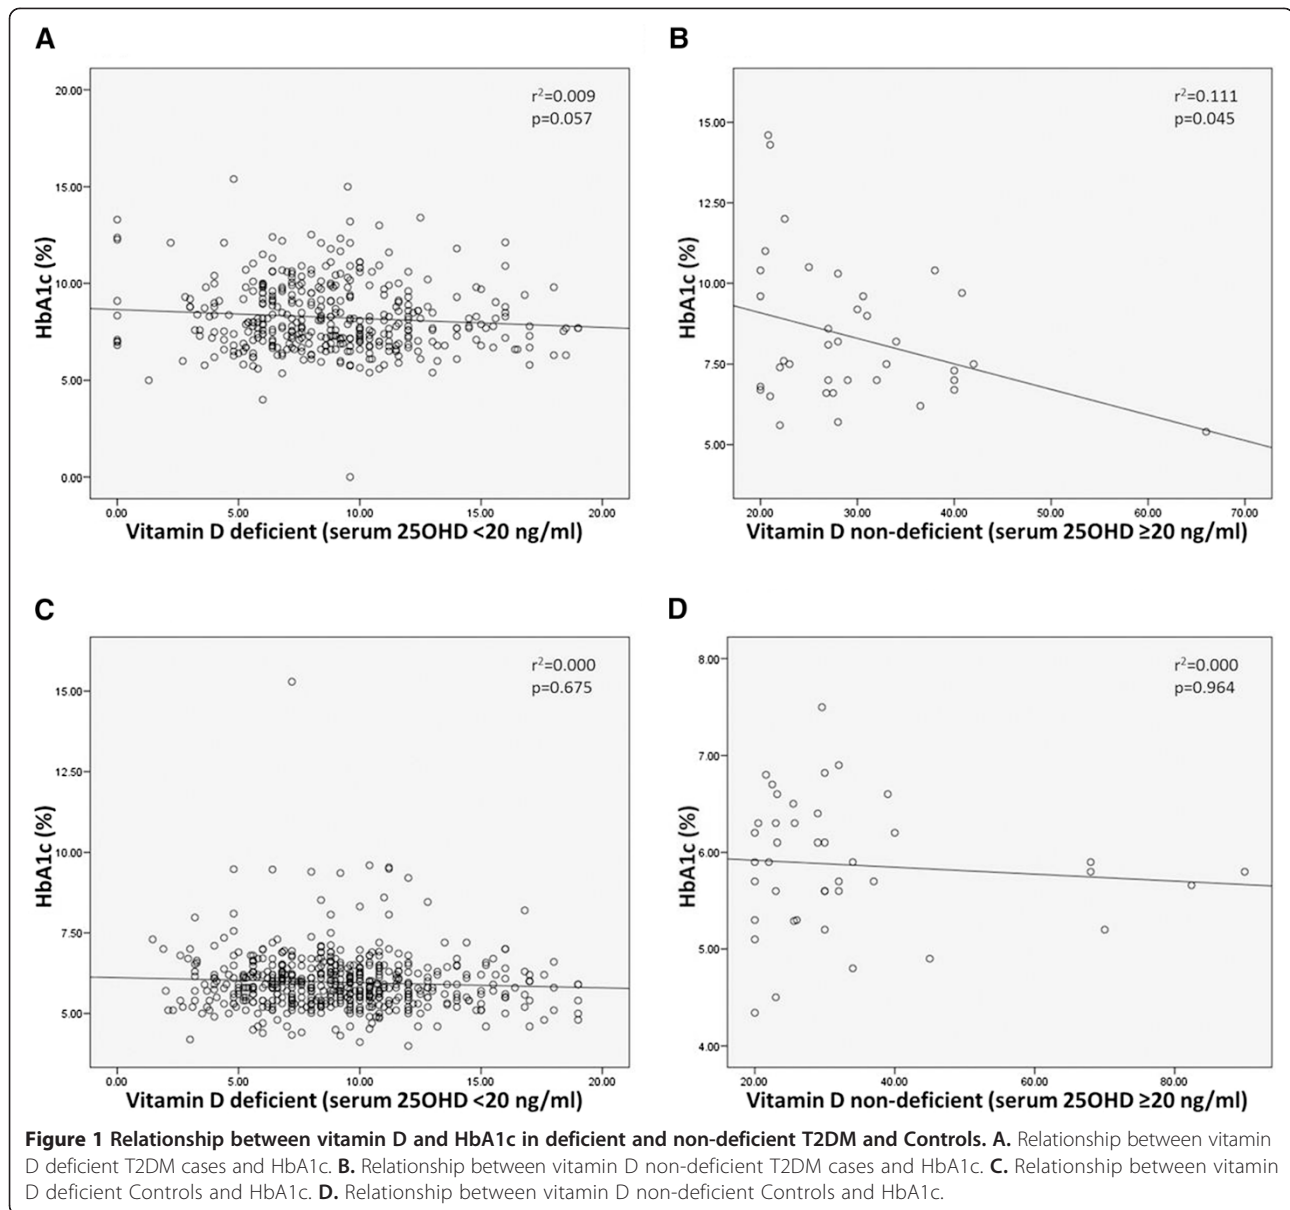 A
r²=0.009
p=0.057
HbA1c (%)
20.00
15.00
10.00
5.00
0.00
0.00 5.00 10.00 15.00 20.00
Vitamin D deficient (serum 25OHD <20 ng/ml)
B
r²=0.111
p=0.045
HbA1c (%)
15.00
12.50
10.00
7.50
5.00
20.00 30.00 40.00 50.00 60.00 70.00
Vitamin D non-deficient (serum 25OHD ≥20 ng/ml)
C
r²=0.000
p=0.675
HbA1c (%)
15.00
12.50
10.00
7.50
5.00
0.00 5.00 10.00 15.00 20.00
Vitamin D deficient (serum 25OHD <20 ng/ml)
D
r²=0.000
p=0.964
HbA1c (%)
8.00
7.00
6.00
5.00
4.00
20.00 40.00 60.00 80.00
Vitamin D non-deficient (serum 25OHD ≥20 ng/ml)
Figure 1 Relationship between vitamin D and HbA1c in deficient and non-deficient T2DM and Controls. A. Relationship between vitamin
D deficient T2DM cases and HbA1c. B. Relationship between vitamin D non-deficient T2DM cases and HbA1c. C. Relationship between vitamin
D deficient Controls and HbA1c. D. Relationship between vitamin D non-deficient Controls and HbA1c.